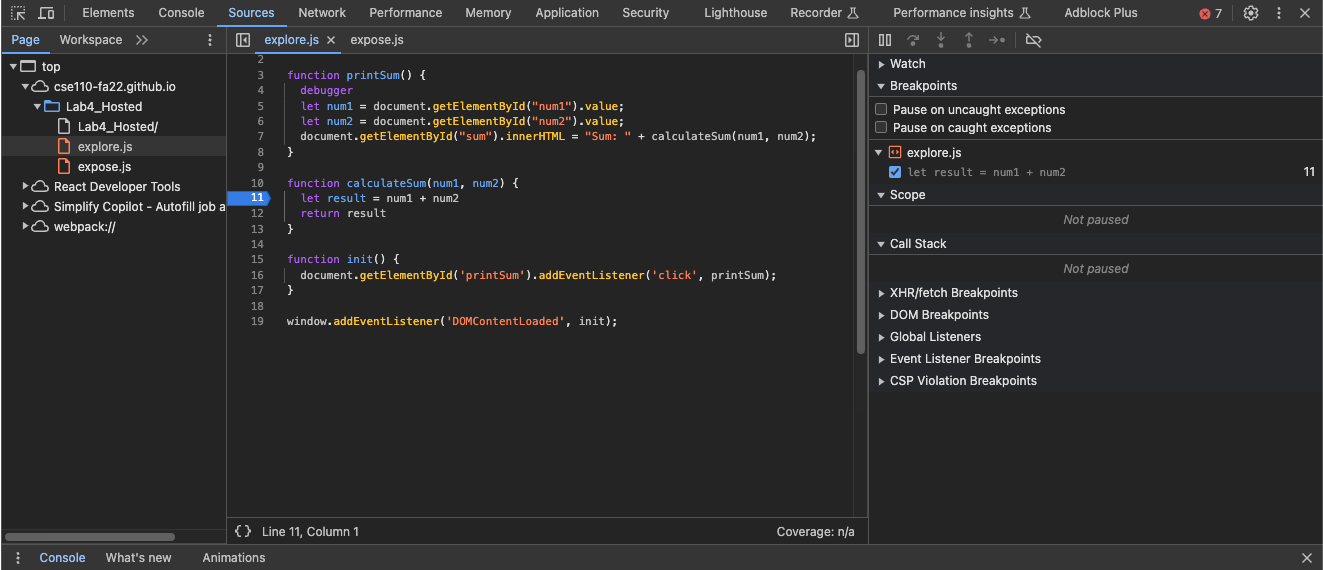 Elements Console Sources Network Performance Memory Application Security Lighthouse Recorder Performance insights Adblock Plus 7
Page Workspace
top
cse110-fa22.github.io
Lab4_Hosted
Lab4_Hosted/
explore.js
expose.js
React Developer Tools
Simplify Copilot - Autofill job a
webpack://
explore.js expose.js
2
3 function printSum() {
4 debugger
5 let num1 = document.getElementById("num1").value;
6 let num2 = document.getElementById("num2").value;
7 document.getElementById("sum").innerHTML = "Sum: " + calculateSum(num1, num2);
8 }
9
10 function calculateSum(num1, num2) {
11 let result = num1 + num2
12 return result
13 }
14
15 function init() {
16 document.getElementById('printSum').addEventListener('click', printSum);
17 }
18
19 window.addEventListener('DOMContentLoaded', init);
{} Line 11, Column 1 Coverage: n/a
Watch
Breakpoints
Pause on uncaught exceptions
Pause on caught exceptions
explore.js
let result = num1 + num2 11
Scope
Not paused
Call Stack
Not paused
XHR/fetch Breakpoints
DOM Breakpoints
Global Listeners
Event Listener Breakpoints
CSP Violation Breakpoints
Console What's new Animations